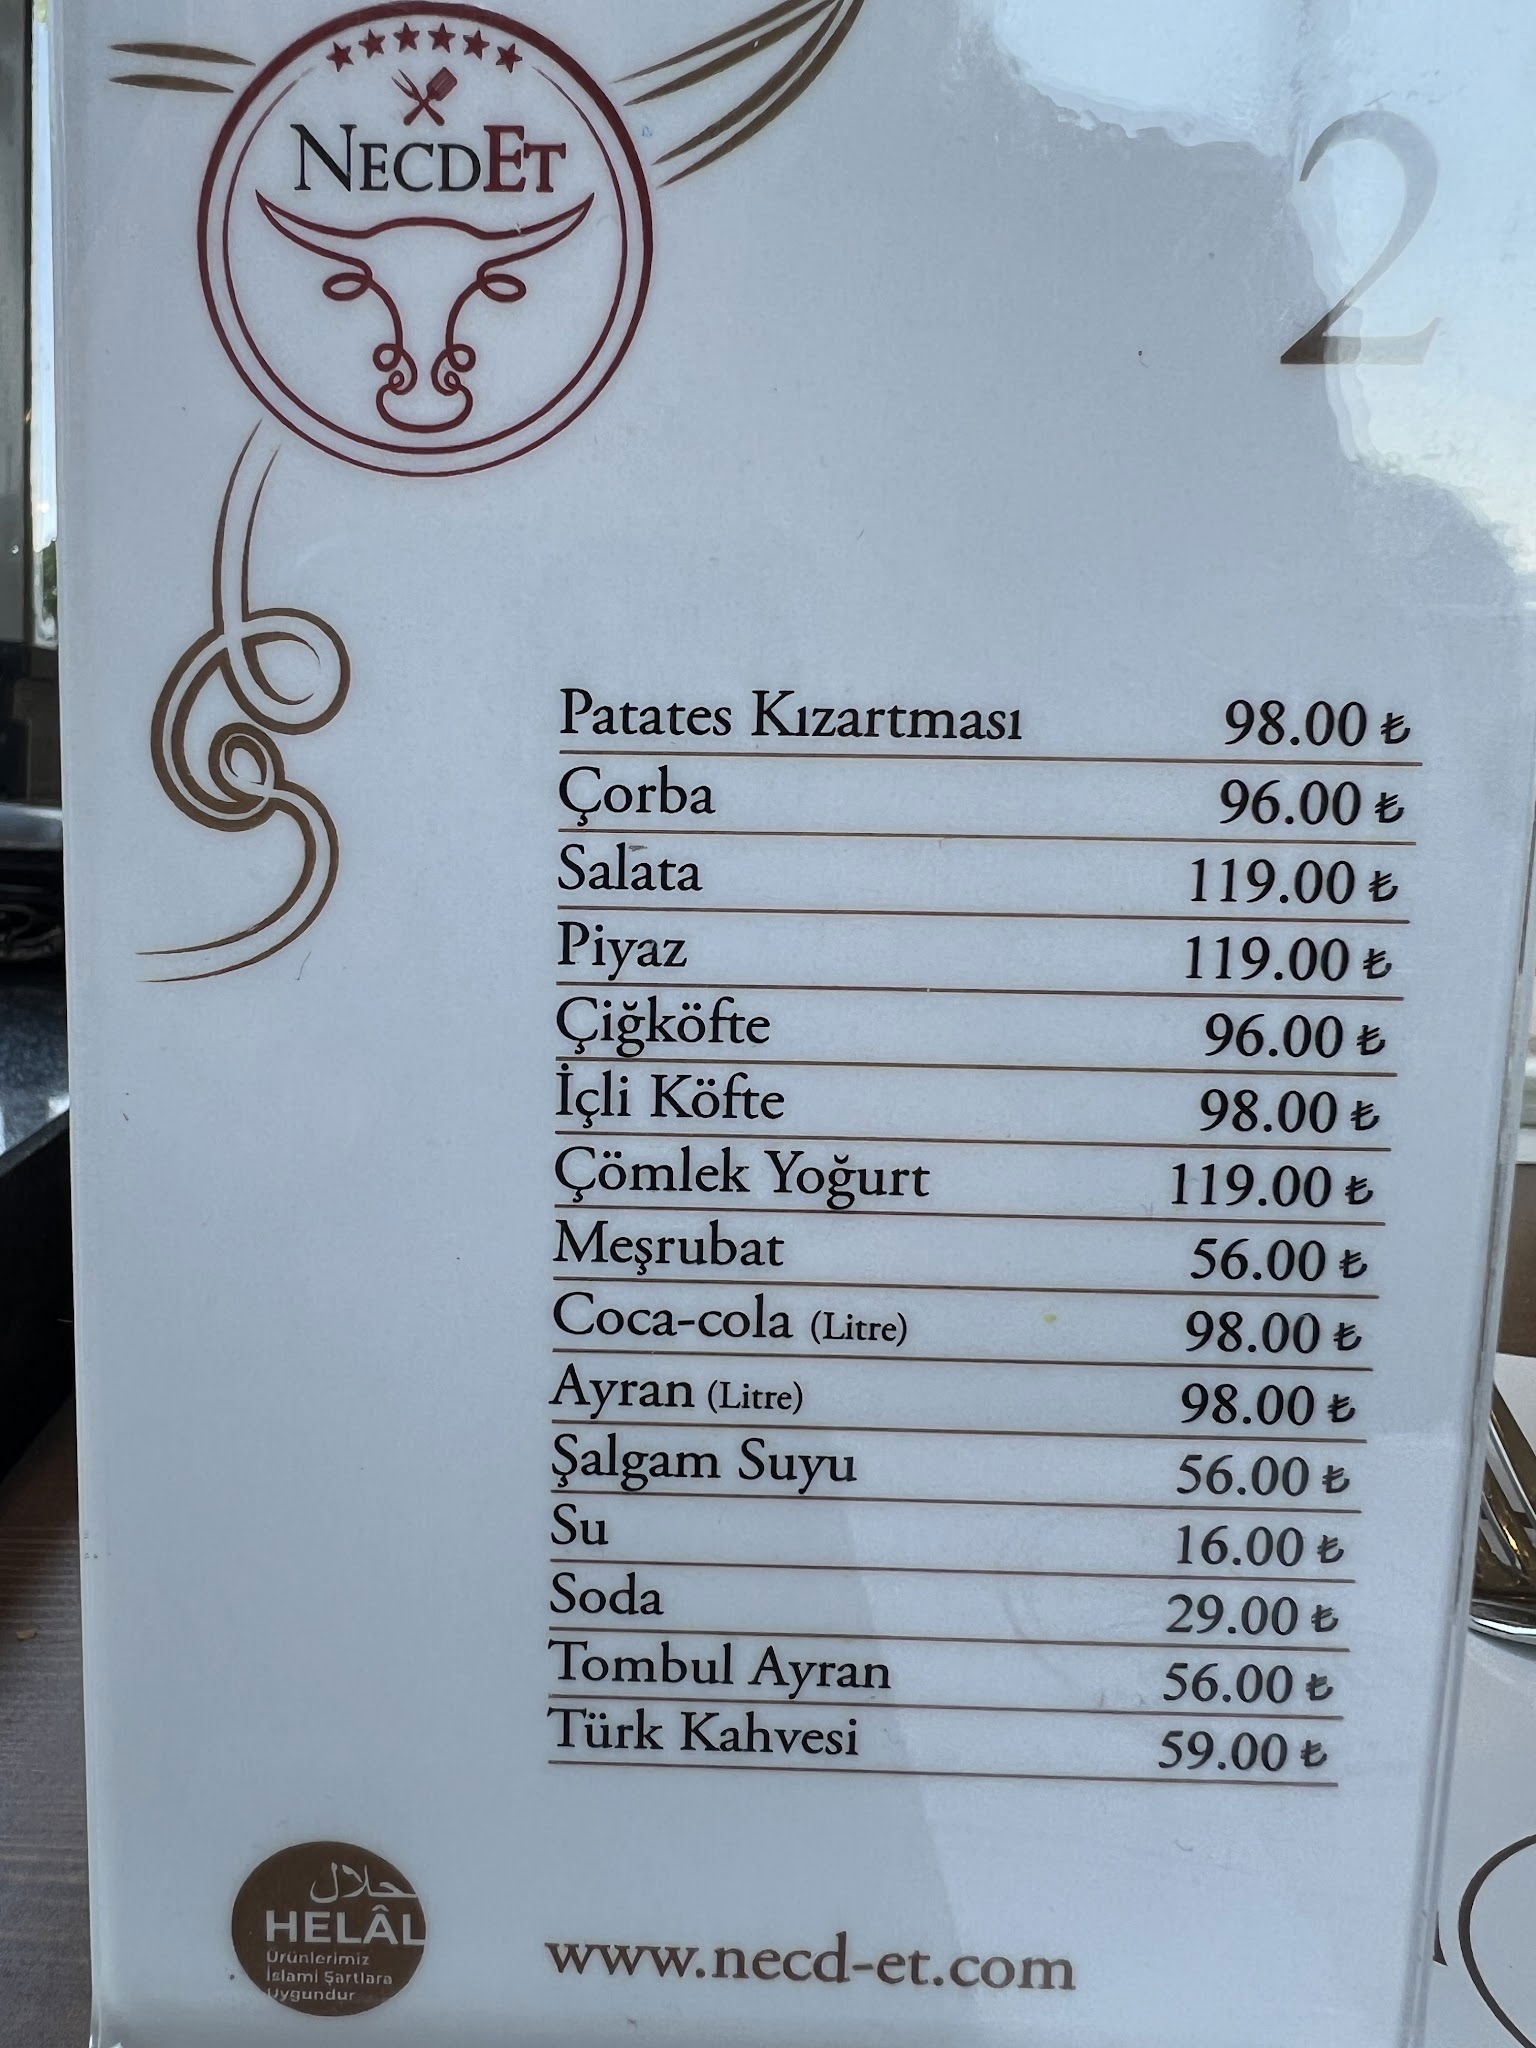 NECDET
2
Patates Kızartması 98.00 ₺
Çorba 96.00 ₺
Salata 119.00 ₺
Piyaz 119.00 ₺
Çiğköfte 96.00 ₺
İçli Köfte 98.00 ₺
Çömlek Yoğurt 119.00 ₺
Meşrubat 56.00 ₺
Coca-cola (Litre) 98.00 ₺
Ayran (Litre) 98.00 ₺
Şalgam Suyu 56.00 ₺
Su 16.00 ₺
Soda 29.00 ₺
Tombul Ayran 56.00 ₺
Türk Kahvesi 59.00 ₺
حلال
HELÂL
Ürünlerimiz
İslami Şartlara
Uygundur
www.necd-et.com